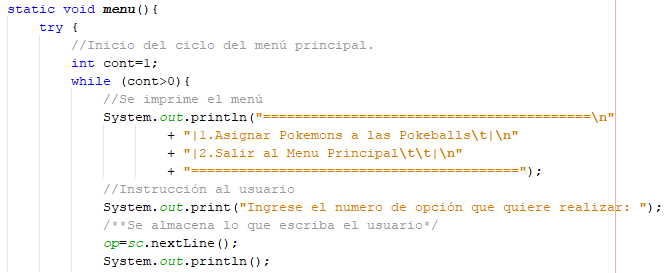 static void menu(){
try {
//Inicio del ciclo del menú principal.
int cont=1;
while (cont>0){
//Se imprime el menú
System.out.println("=========================================\n"
+ "|1.Asignar Pokemons a las Pokeballs\t|\n"
+ "|2.Salir al Menu Principal\t\t|\n"
+ "=========================================");
//Instrucción al usuario
System.out.print("Ingrese el numero de opción que quiere realizar: ");
/**Se almacena lo que escriba el usuario*/
op=sc.nextLine();
System.out.println();